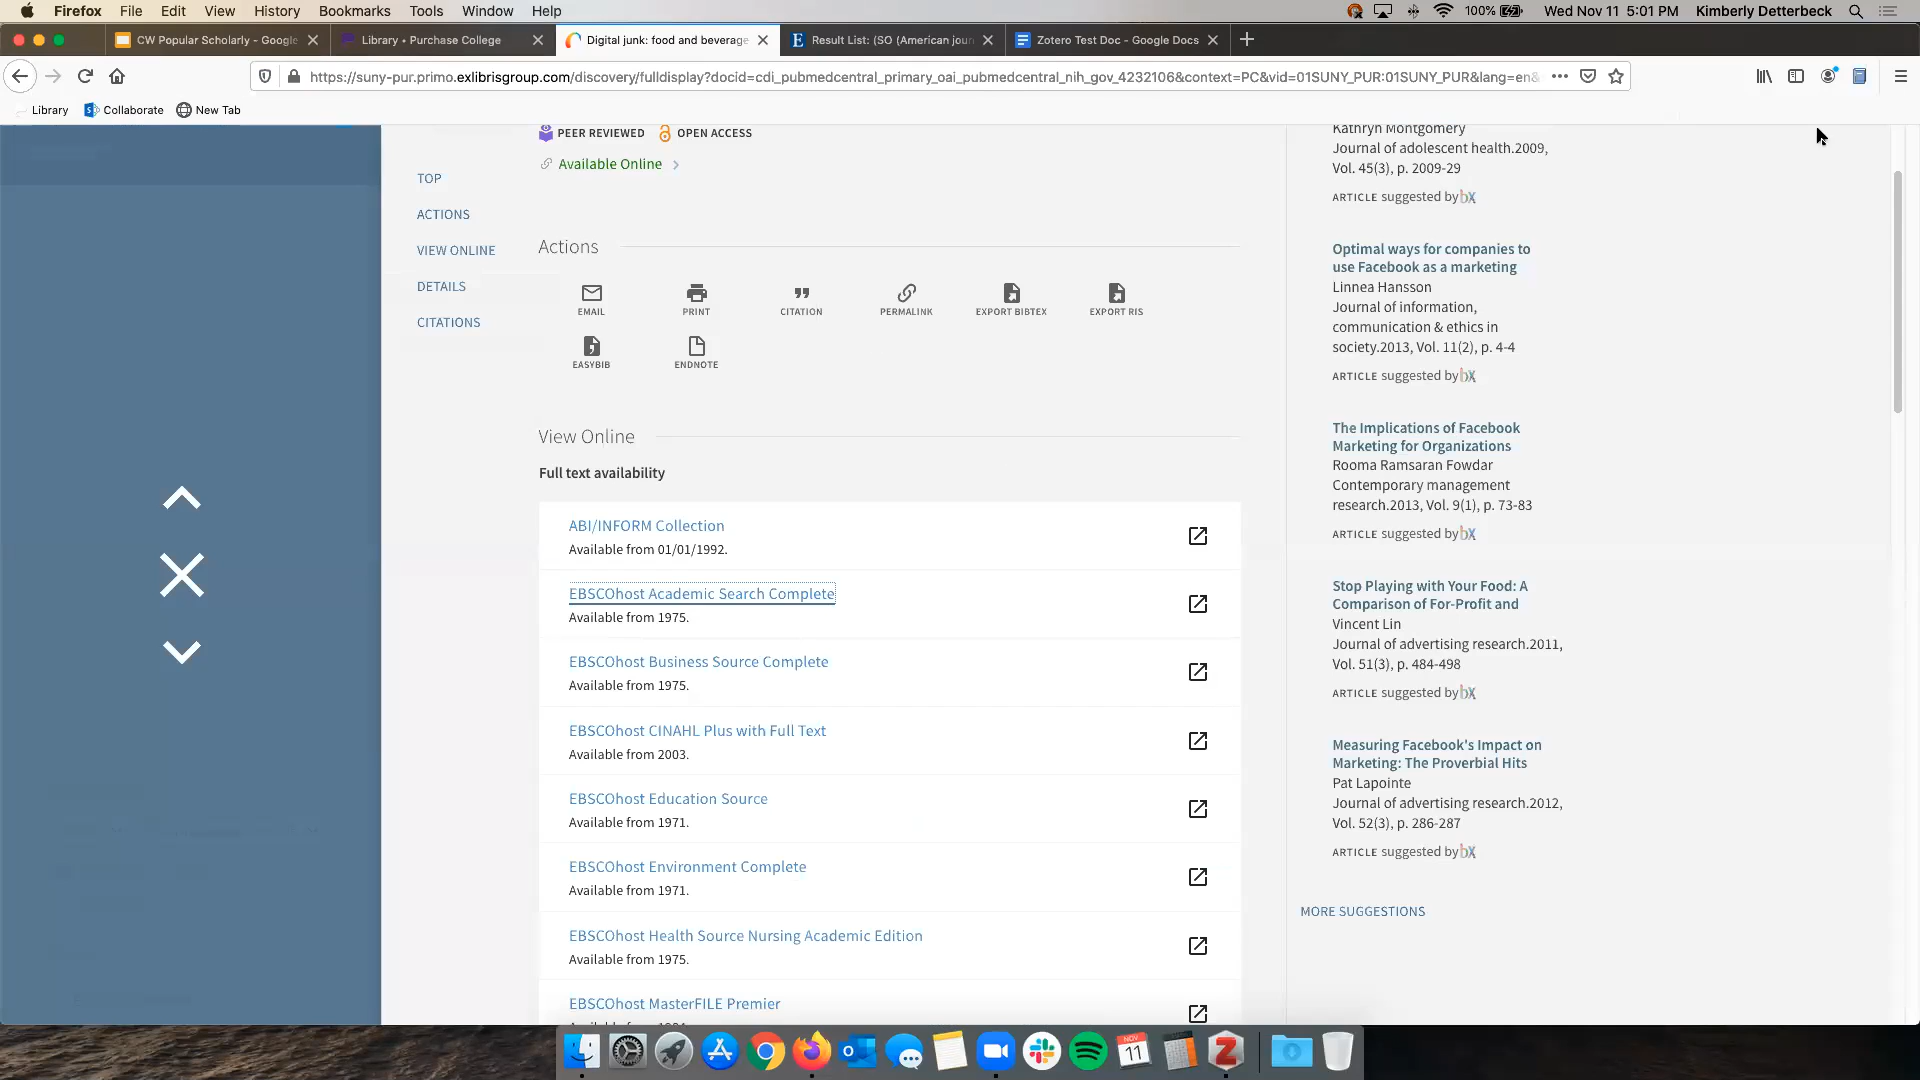 Firefox File Edit View History Bookmarks Tools Window Help 100% Wed Nov 11 5:01 PM Kimberly Detterbeck
CW Popular Scholarly - Google Library • Purchase College Digital junk: food and beverage Result List: (SO (American jour Zotero Test Doc - Google Docs
https://suny-pur.primo.exlibrisgroup.com/discovery/fulldisplay?docid=cdi_pubmedcentral_primary_oai_pubmedcentral_nih_gov_4232106&context=PC&vid=01SUNY_PUR:01SUNY_PUR&lang=en&
Library Collaborate New Tab
PEER REVIEWED OPEN ACCESS
Available Online
TOP
ACTIONS
VIEW ONLINE
DETAILS
CITATIONS
Actions
EMAIL PRINT CITATION PERMALINK EXPORT BIBTEX EXPORT RIS
EASYBIB ENDNOTE
View Online
Full text availability
ABI/INFORM Collection
Available from 01/01/1992.
EBSCOhost Academic Search Complete
Available from 1975.
EBSCOhost Business Source Complete
Available from 1975.
EBSCOhost CINAHL Plus with Full Text
Available from 2003.
EBSCOhost Education Source
Available from 1971.
EBSCOhost Environment Complete
Available from 1971.
EBSCOhost Health Source Nursing Academic Edition
Available from 1975.
EBSCOhost MasterFILE Premier
Kathryn Montgomery
Journal of adolescent health.2009,
Vol. 45(3), p. 2009-29
ARTICLE suggested by bX
Optimal ways for companies to
use Facebook as a marketing
Linnea Hansson
Journal of information,
communication & ethics in
society.2013, Vol. 11(2), p. 4-4
ARTICLE suggested by bX
The Implications of Facebook
Marketing for Organizations
Rooma Ramsaran Fowdar
Contemporary management
research.2013, Vol. 9(1), p. 73-83
ARTICLE suggested by bX
Stop Playing with Your Food: A
Comparison of For-Profit and
Vincent Lin
Journal of advertising research.2011,
Vol. 51(3), p. 484-498
ARTICLE suggested by bX
Measuring Facebook's Impact on
Marketing: The Proverbial Hits
Pat Lapointe
Journal of advertising research.2012,
Vol. 52(3), p. 286-287
ARTICLE suggested by bX
MORE SUGGESTIONS
NOV
11
Z